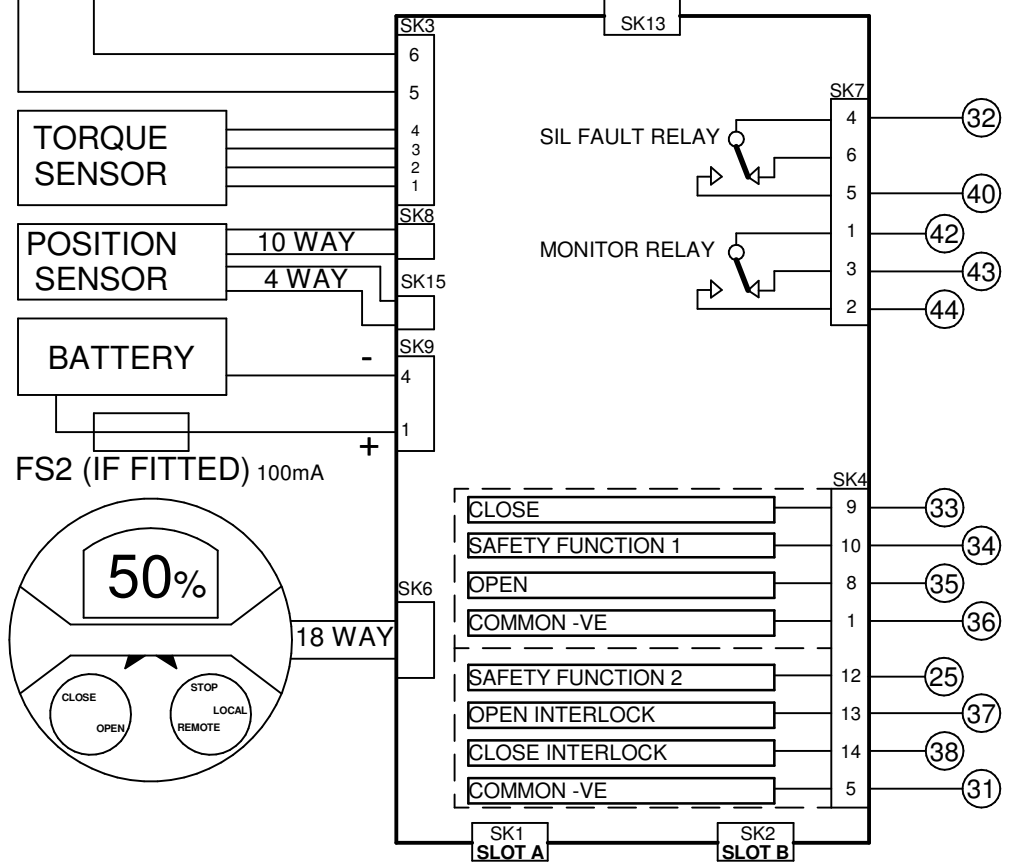 SK13
SK3
6
5
TORQUE
SENSOR
4
3
2
1
SK8
POSITION
SENSOR
10 WAY
4 WAY
SK15
BATTERY
-
SK9
4
1
+
FS2 (IF FITTED) 100mA
50%
CLOSE
OPEN
STOP
LOCAL
REMOTE
18 WAY
SK6
SK7
SIL FAULT RELAY
4
32
6
5
40
MONITOR RELAY
1
42
3
43
2
44
SK4
CLOSE 9 33
SAFETY FUNCTION 1 10 34
OPEN 8 35
COMMON -VE 1 36
SAFETY FUNCTION 2 12 25
OPEN INTERLOCK 13 37
CLOSE INTERLOCK 14 38
COMMON -VE 5 31
SK1
SLOT A
SK2
SLOT B